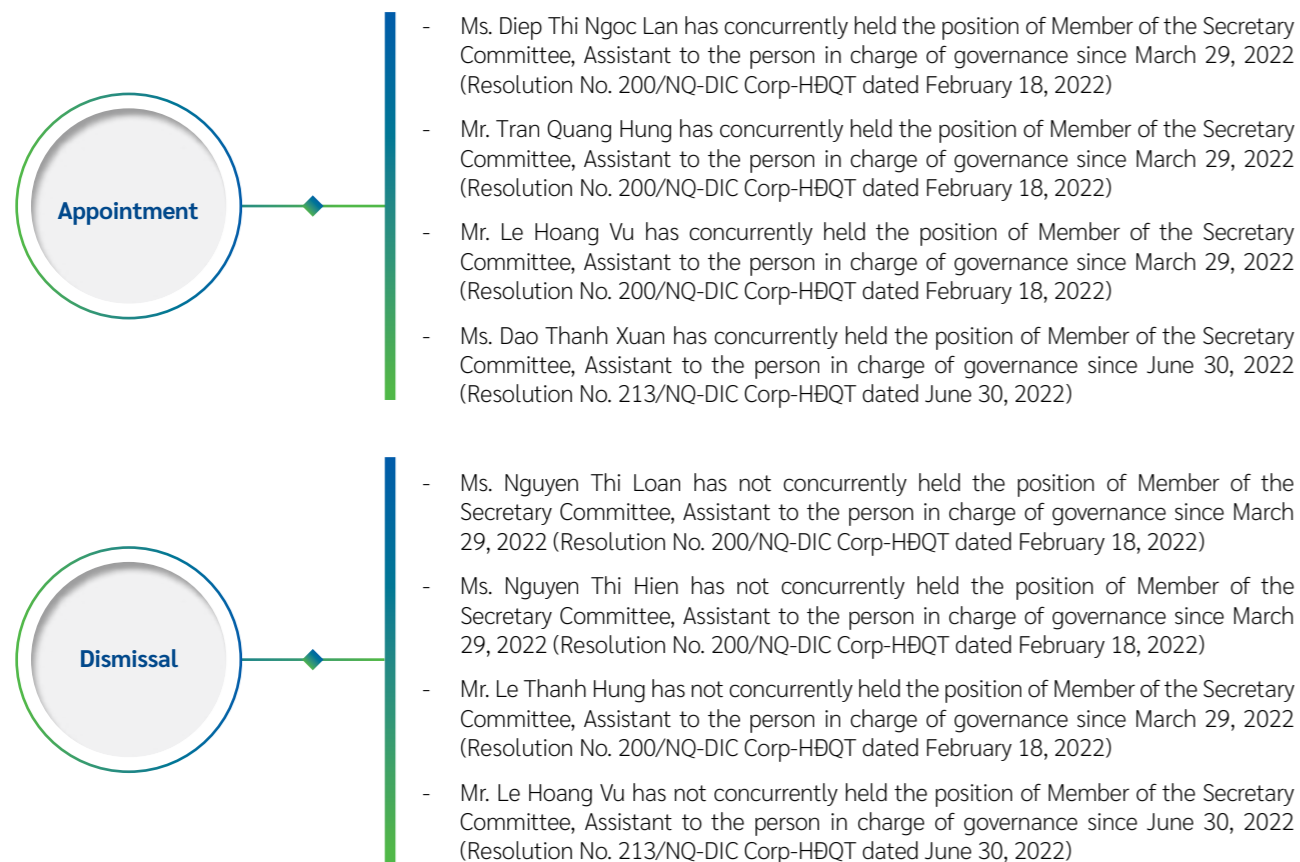 Appointment
- Ms. Diep Thi Ngoc Lan has concurrently held the position of Member of the Secretary
Committee, Assistant to the person in charge of governance since March 29, 2022
(Resolution No. 200/NQ-DIC Corp-HĐQT dated February 18, 2022)
- Mr. Tran Quang Hung has concurrently held the position of Member of the Secretary
Committee, Assistant to the person in charge of governance since March 29, 2022
(Resolution No. 200/NQ-DIC Corp-HĐQT dated February 18, 2022)
- Mr. Le Hoang Vu has concurrently held the position of Member of the Secretary
Committee, Assistant to the person in charge of governance since March 29, 2022
(Resolution No. 200/NQ-DIC Corp-HĐQT dated February 18, 2022)
- Ms. Dao Thanh Xuan has concurrently held the position of Member of the Secretary
Committee, Assistant to the person in charge of governance since June 30, 2022
(Resolution No. 213/NQ-DIC Corp-HĐQT dated June 30, 2022)
Dismissal
- Ms. Nguyen Thi Loan has not concurrently held the position of Member of the
Secretary Committee, Assistant to the person in charge of governance since March
29, 2022 (Resolution No. 200/NQ-DIC Corp-HĐQT dated February 18, 2022)
- Ms. Nguyen Thi Hien has not concurrently held the position of Member of the
Secretary Committee, Assistant to the person in charge of governance since March
29, 2022 (Resolution No. 200/NQ-DIC Corp-HĐQT dated February 18, 2022)
- Mr. Le Thanh Hung has not concurrently held the position of Member of the Secretary
Committee, Assistant to the person in charge of governance since March 29, 2022
(Resolution No. 200/NQ-DIC Corp-HĐQT dated February 18, 2022)
- Mr. Le Hoang Vu has not concurrently held the position of Member of the Secretary
Committee, Assistant to the person in charge of governance since June 30, 2022
(Resolution No. 213/NQ-DIC Corp-HĐQT dated June 30, 2022)